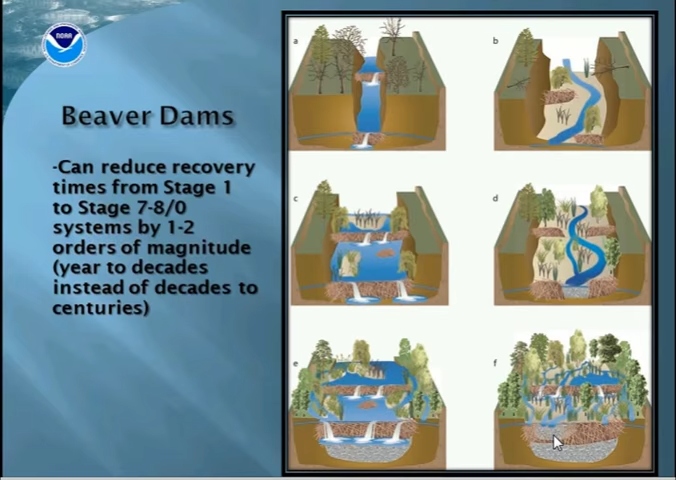 NOAA
Beaver Dams
-Can reduce recovery
times from Stage 1
to Stage 7-8/0
systems by 1-2
orders of magnitude
(year to decades
instead of decades to
centuries)
a
b
c
d
e
f